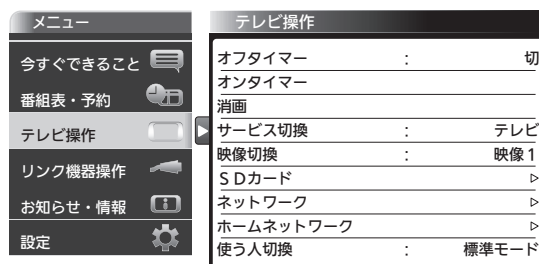 メニュー
今すぐできること
番組表・予約
テレビ操作
リンク機器操作
お知らせ・情報
設定
テレビ操作
オフタイマー : 切
オンタイマー
消画
サービス切換 : テレビ
映像切換 : 映像1
SDカード
ネットワーク
ホームネットワーク
使う人切換 : 標準モード